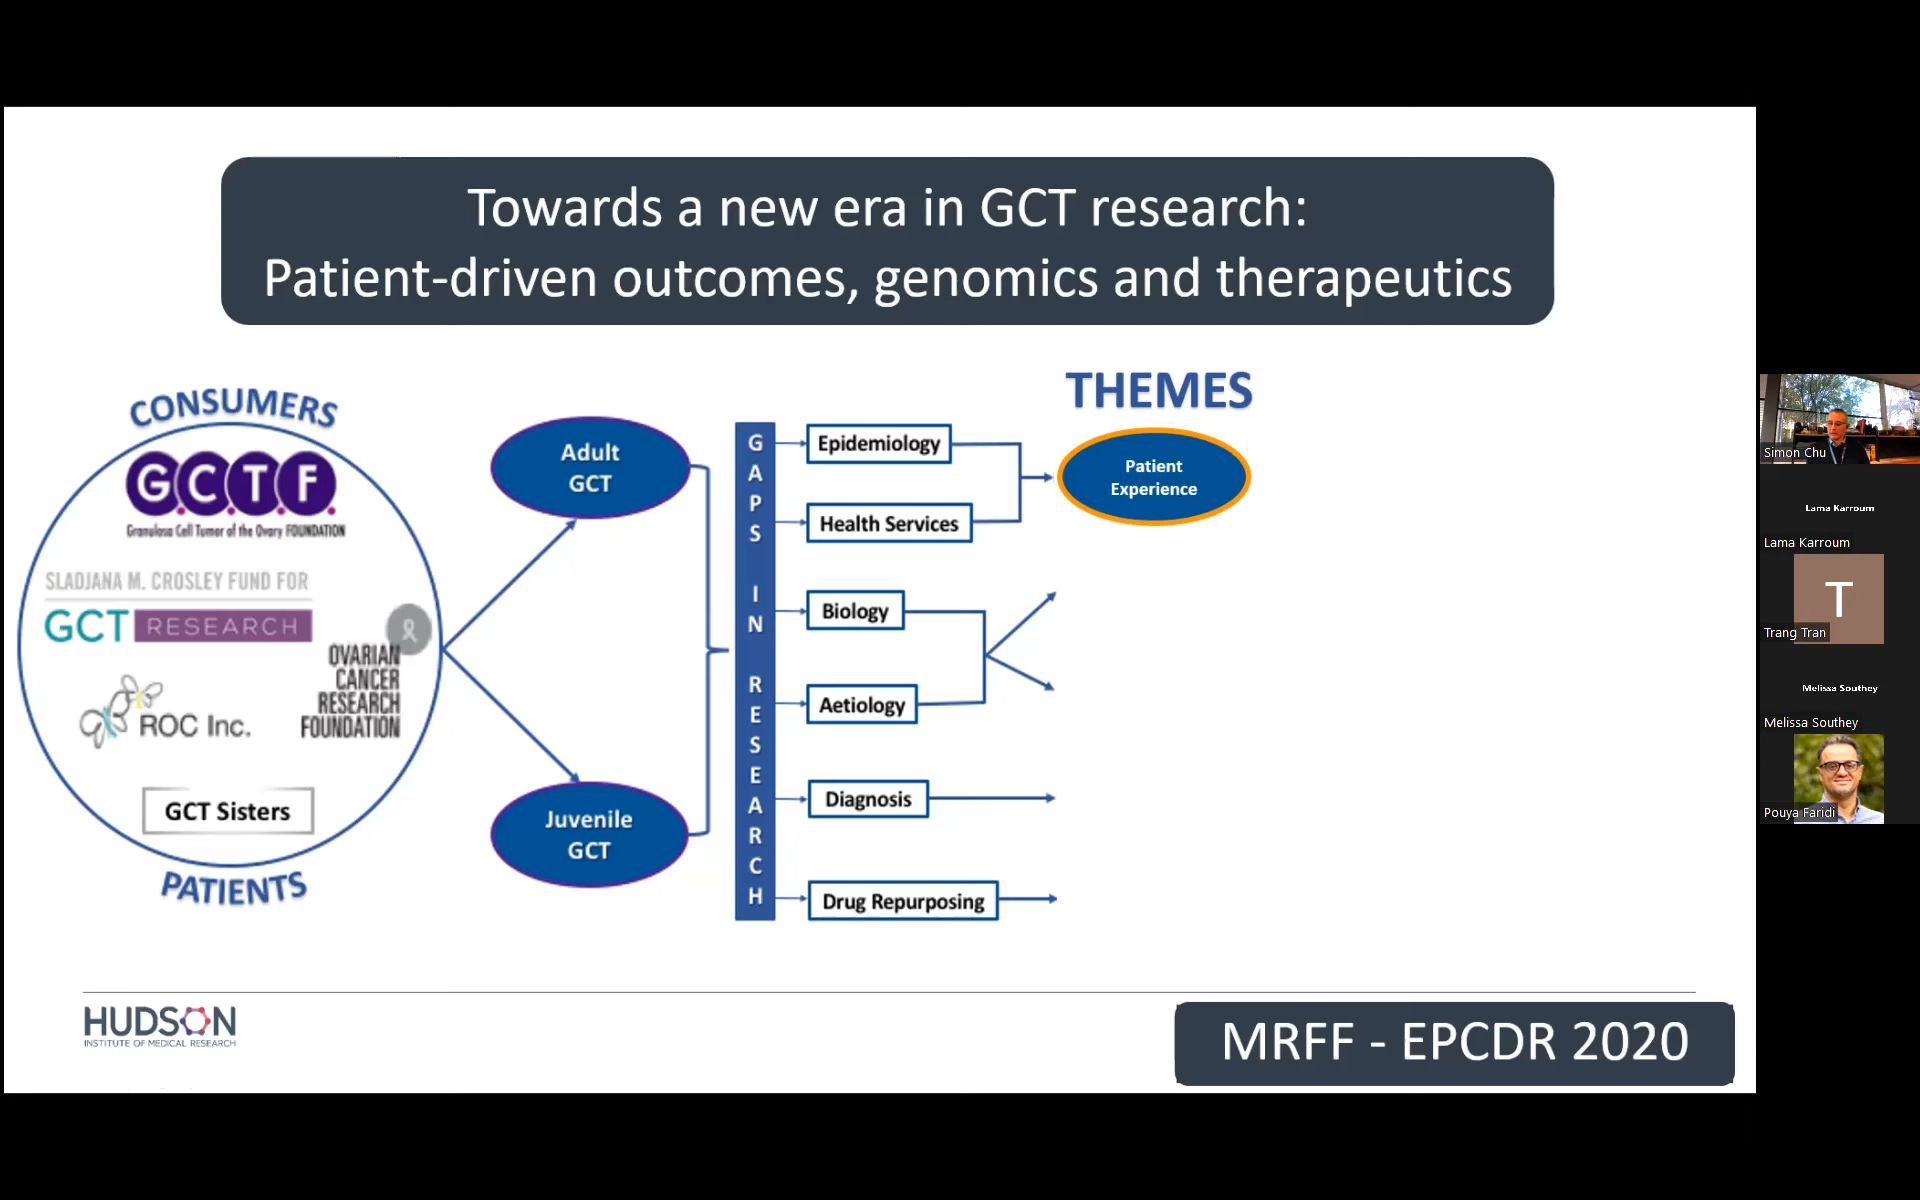 Towards a new era in GCT research:
Patient-driven outcomes, genomics and therapeutics
CONSUMERS
G.C.T.F.
Granulosa Cell Tumor of the Ovary FOUNDATION
SLADJANA M. CROSLEY FUND FOR
GCT RESEARCH
OVARIAN
CANCER
RESEARCH
FOUNDATION
ROC Inc.
GCT Sisters
PATIENTS
Adult
GCT
Juvenile
GCT
GAPS IN RESEARCH
Epidemiology
Health Services
Biology
Aetiology
Diagnosis
Drug Repurposing
THEMES
Patient
Experience
HUDSON
INSTITUTE OF MEDICAL RESEARCH
MRFF - EPCDR 2020
Simon Chu
Lama Karroum
Lama Karroum
T
Trang Tran
Melissa Southey
Melissa Southey
Pouya Faridi